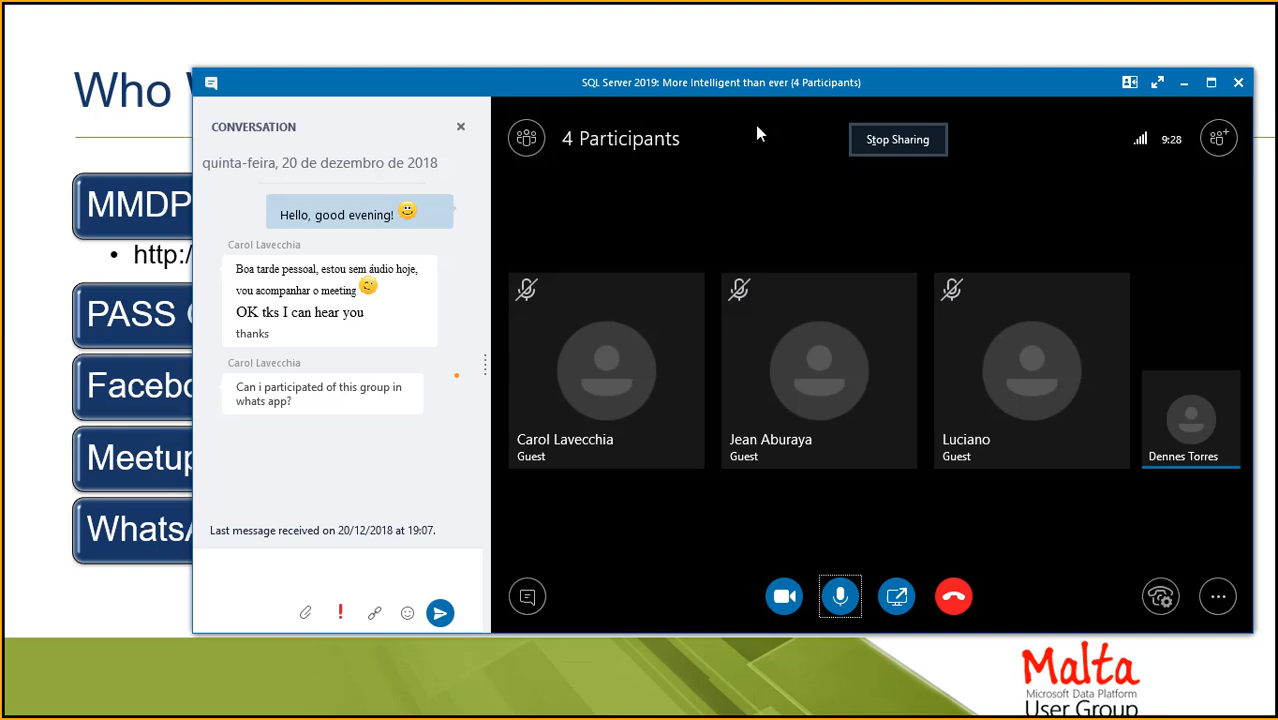 Who W
SQL Server 2019: More Intelligent than ever (4 Participants)
CONVERSATION
quinta-feira, 20 de dezembro de 2018
Hello, good evening!
Carol Lavecchia
Boa tarde pessoal, estou sem áudio hoje,
vou acompanhar o meeting
OK tks I can hear you
thanks
Carol Lavecchia
Can i participated of this group in
whats app?
Last message received on 20/12/2018 at 19:07.
4 Participants
Stop Sharing
9:28
Carol Lavecchia
Guest
Jean Aburaya
Guest
Luciano
Guest
Dennes Torres
MMDP
• http:/
PASS
Facebo
Meetup
WhatsA
Malta
Microsoft Data Platform
User Group